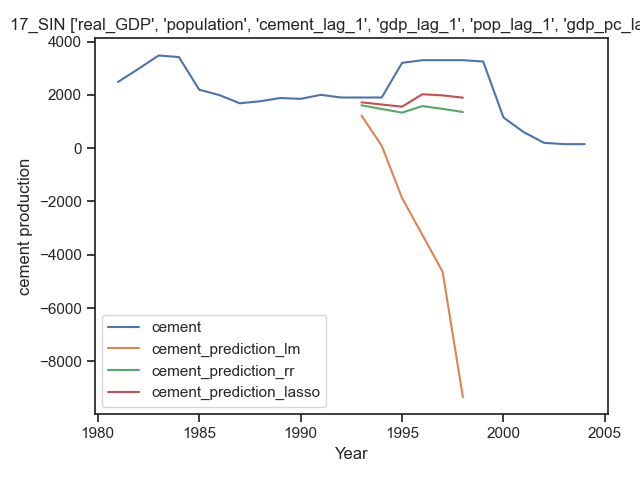 17_SIN ['real_GDP', 'population', 'cement_lag_1', 'gdp_lag_1', 'pop_lag_1', 'gdp_pc_la
4000
2000
0
−2000
−4000
−6000
−8000
cement production
cement
cement_prediction_lm
cement_prediction_rr
cement_prediction_lasso
1980
1985
1990
1995
2000
2005
Year